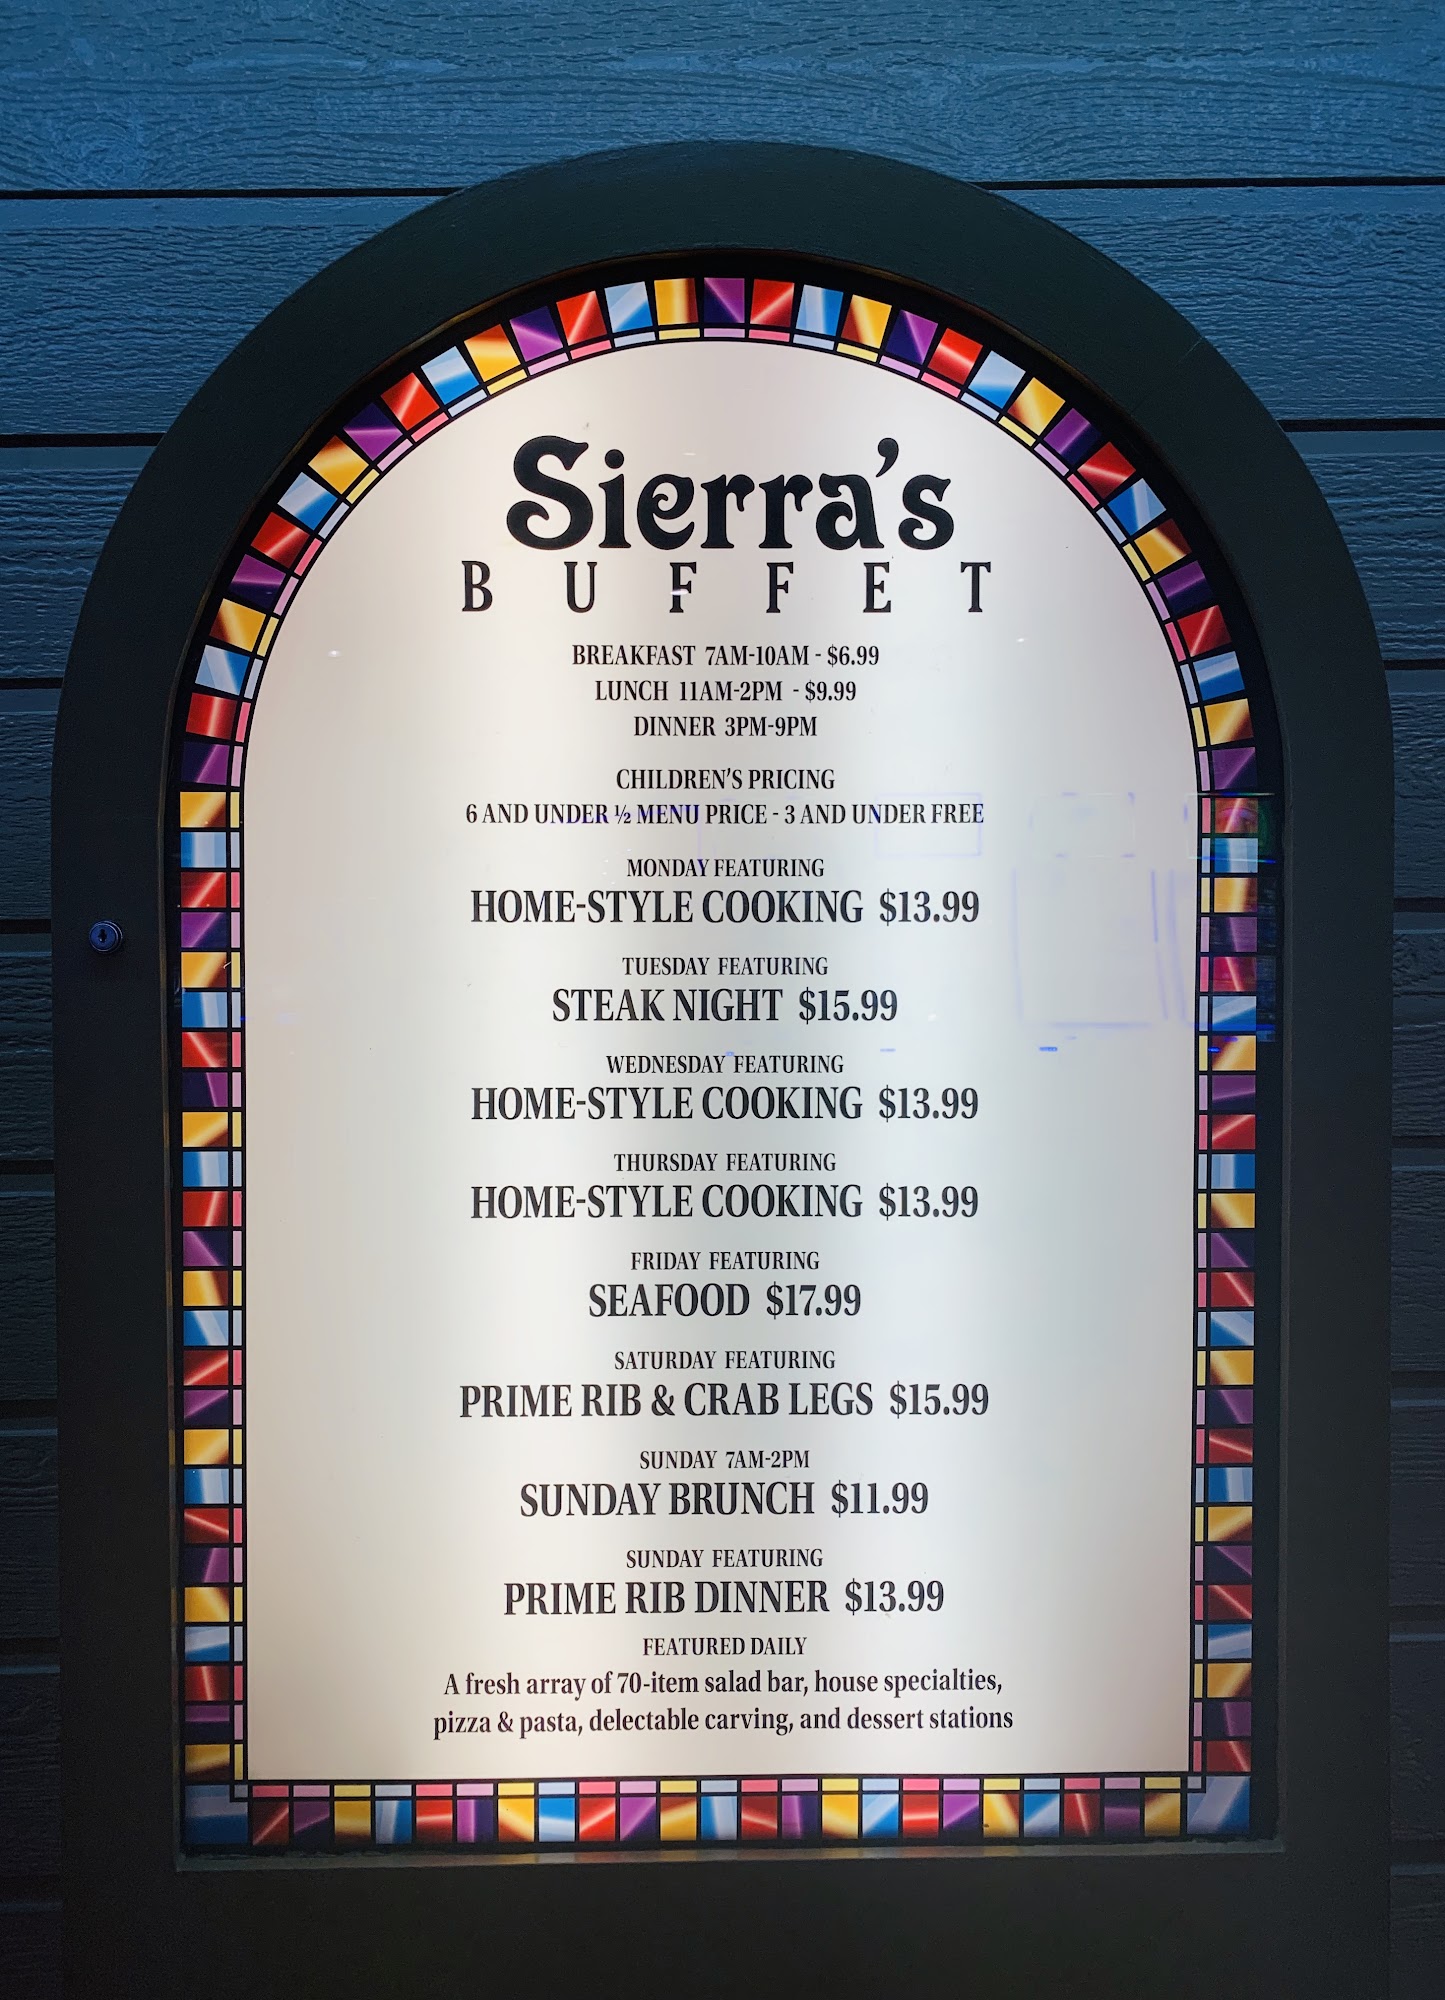 Sierra's
BUFFET
BREAKFAST 7AM-10AM - $6.99
LUNCH 11AM-2PM - $9.99
DINNER 3PM-9PM
CHILDREN'S PRICING
6 AND UNDER ½ MENU PRICE - 3 AND UNDER FREE
MONDAY FEATURING
HOME-STYLE COOKING $13.99
TUESDAY FEATURING
STEAK NIGHT $15.99
WEDNESDAY FEATURING
HOME-STYLE COOKING $13.99
THURSDAY FEATURING
HOME-STYLE COOKING $13.99
FRIDAY FEATURING
SEAFOOD $17.99
SATURDAY FEATURING
PRIME RIB & CRAB LEGS $15.99
SUNDAY 7AM-2PM
SUNDAY BRUNCH $11.99
SUNDAY FEATURING
PRIME RIB DINNER $13.99
FEATURED DAILY
A fresh array of 70-item salad bar, house specialties,
pizza & pasta, delectable carving, and dessert stations